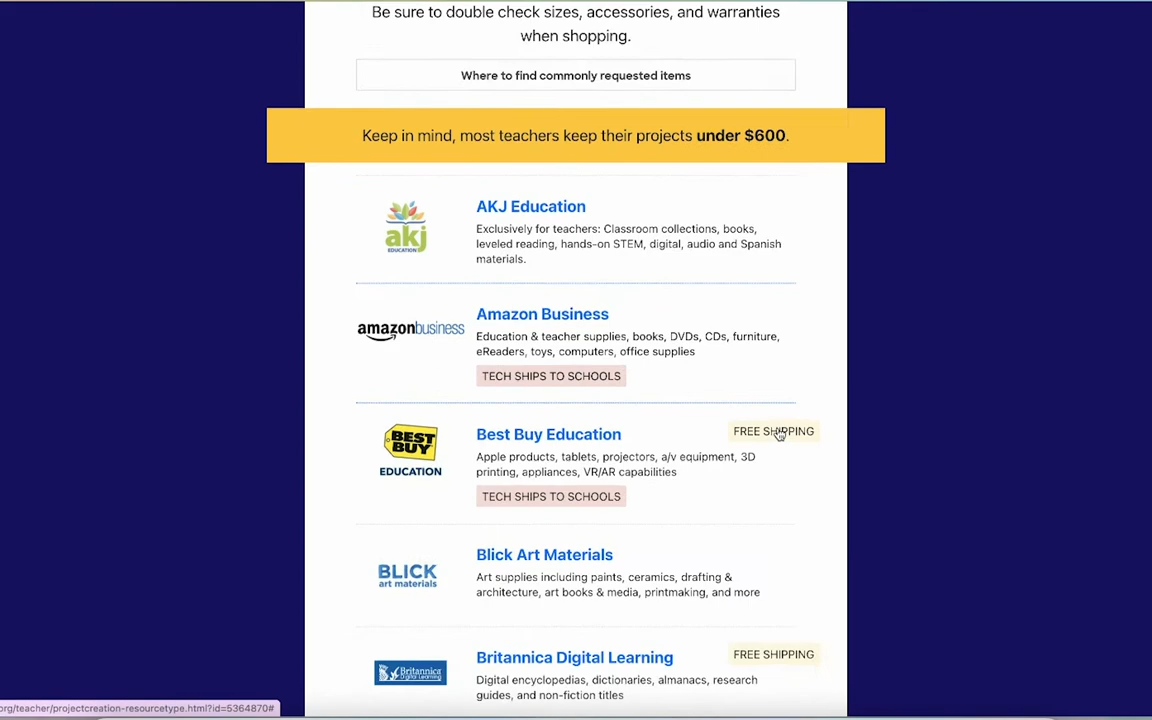 Be sure to double check sizes, accessories, and warranties
when shopping.
Where to find commonly requested items
Keep in mind, most teachers keep their projects under $600.
akj
EDUCATION
AKJ Education
Exclusively for teachers: Classroom collections, books,
leveled reading, hands-on STEM, digital, audio and Spanish
materials.
amazonbusiness
Amazon Business
Education & teacher supplies, books, DVDs, CDs, furniture,
eReaders, toys, computers, office supplies
TECH SHIPS TO SCHOOLS
BEST
BUY
EDUCATION
Best Buy Education
FREE SHIPPING
Apple products, tablets, projectors, a/v equipment, 3D
printing, appliances, VR/AR capabilities
TECH SHIPS TO SCHOOLS
BLICK
art materials
Blick Art Materials
Art supplies including paints, ceramics, drafting &
architecture, art books & media, printmaking, and more
Britannica
Digital Learning
Britannica Digital Learning
FREE SHIPPING
Digital encyclopedias, dictionaries, almanacs, research
guides, and non-fiction titles
org/teacher/projectcreation-resourcetype.html?id=5364870#